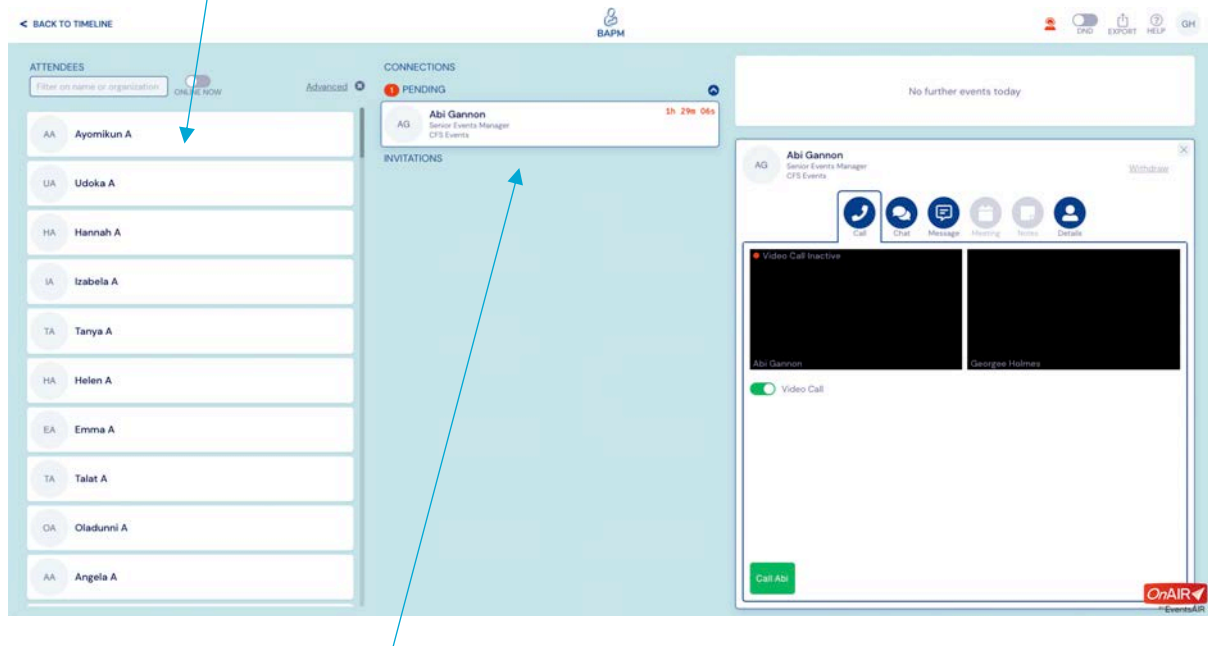 < BACK TO TIMELINE
BAPM
DND
EXPORT
HELP
GH
ATTENDEES
Filter on name or organization
ONLINE NOW
Advanced
AA Ayomikun A
UA Udoka A
HA Hannah A
IA Izabela A
TA Tanya A
HA Helen A
EA Emma A
TA Talat A
OA Oladunni A
AA Angela A
CONNECTIONS
1 PENDING
AG Abi Gannon
1h 29m 06s
Senior Events Manager
CFS Events
INVITATIONS
No further events today
AG Abi Gannon
Senior Events Manager
CFS Events
Withdraw
Call
Chat
Message
Meeting
Notes
Details
Video Call Inactive
Abi Gannon
Georgee Holmes
Video Call
Call Abi
OnAIR
EventsAIR